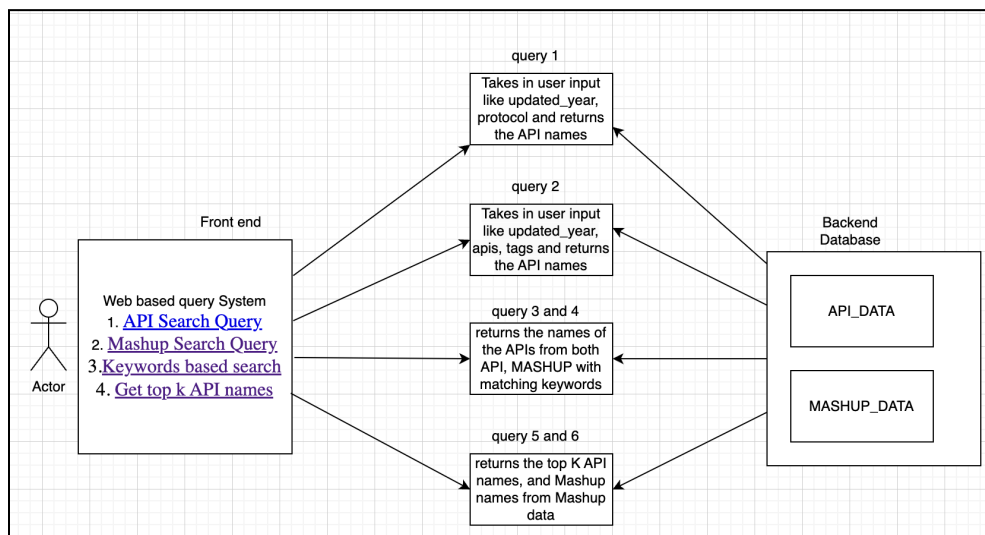 query 1
Takes in user input
like updated_year,
protocol and returns
the API names
query 2
Takes in user input
like updated_year,
apis, tags and returns
the API names
Front end
Web based query System
1. API Search Query
2. Mashup Search Query
3.Keywords based search
4. Get top k API names
Actor
query 3 and 4
returns the names of
the APIs from both
API, MASHUP with
matching keywords
query 5 and 6
returns the top K API
names, and Mashup
names from Mashup
data
Backend
Database
API_DATA
MASHUP_DATA